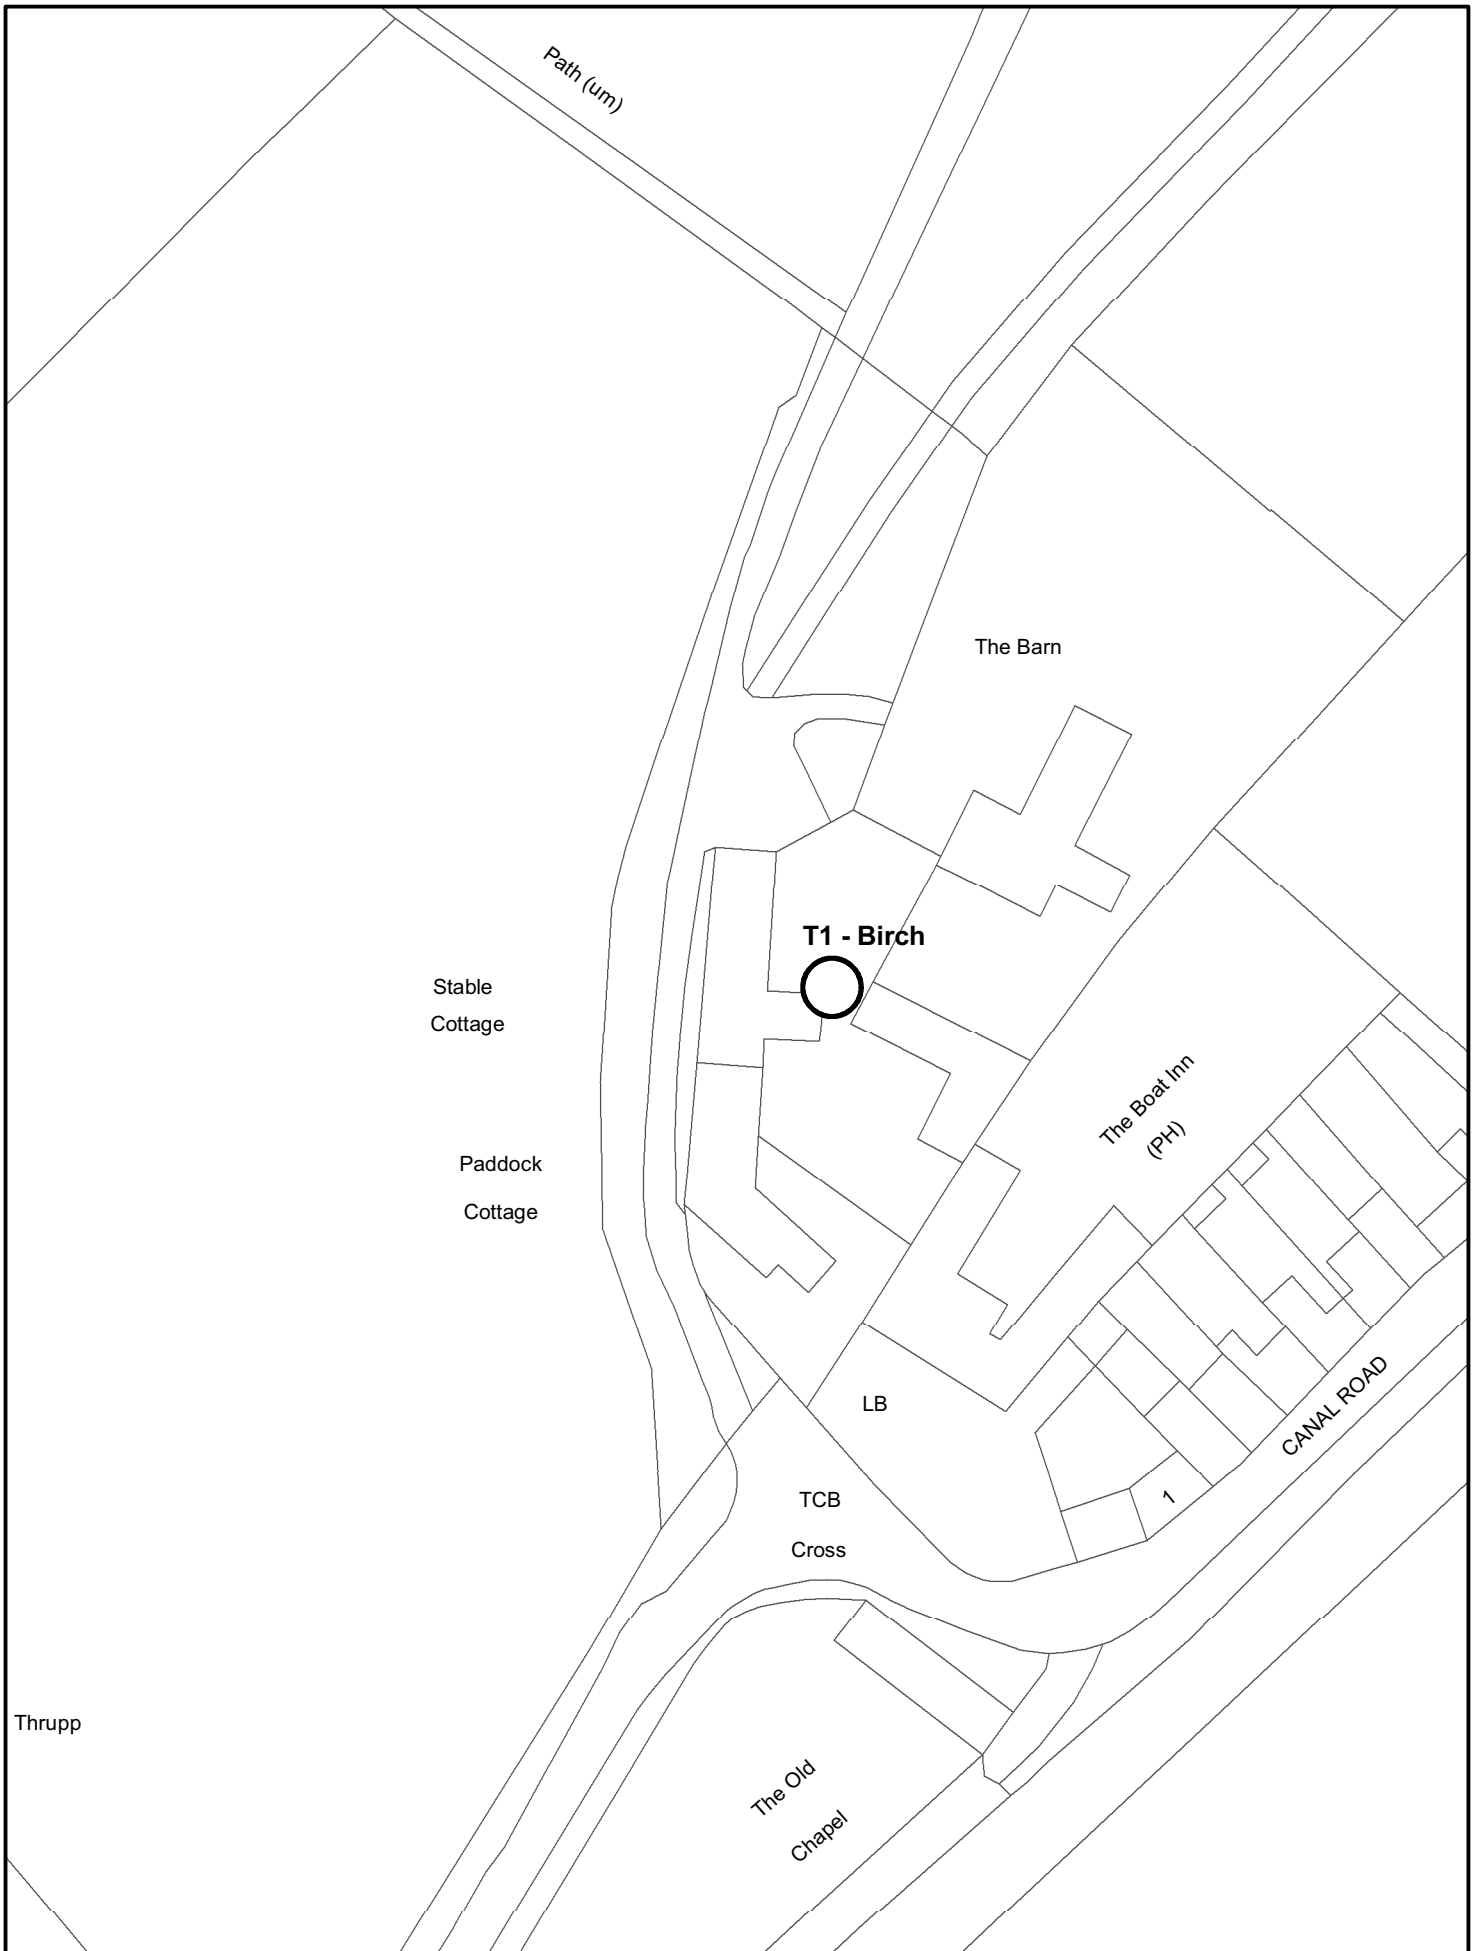 Path (um)
The Barn
T1 - Birch
Stable
Cottage
The Boat Inn
(PH)
Paddock
Cottage
LB
CANAL ROAD
TCB
1
Cross
Thrupp
The Old
Chapel